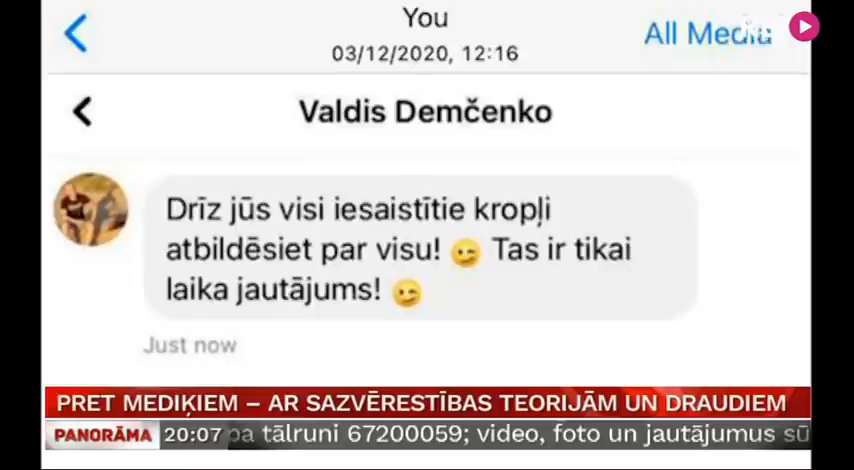 You
03/12/2020, 12:16
All Media
Valdis Demčenko
Drīz jūs visi iesaistītie kropļi
atbildēsiet par visu! 😉 Tas ir tikai
laika jautājums! 😉
Just now
PRET MEDIĶIEM – AR SAZVĒRESTĪBAS TEORIJĀM UN DRAUDIEM
PANORĀMA 20:07 pa tālruni 67200059; video, foto un jautājumus sū